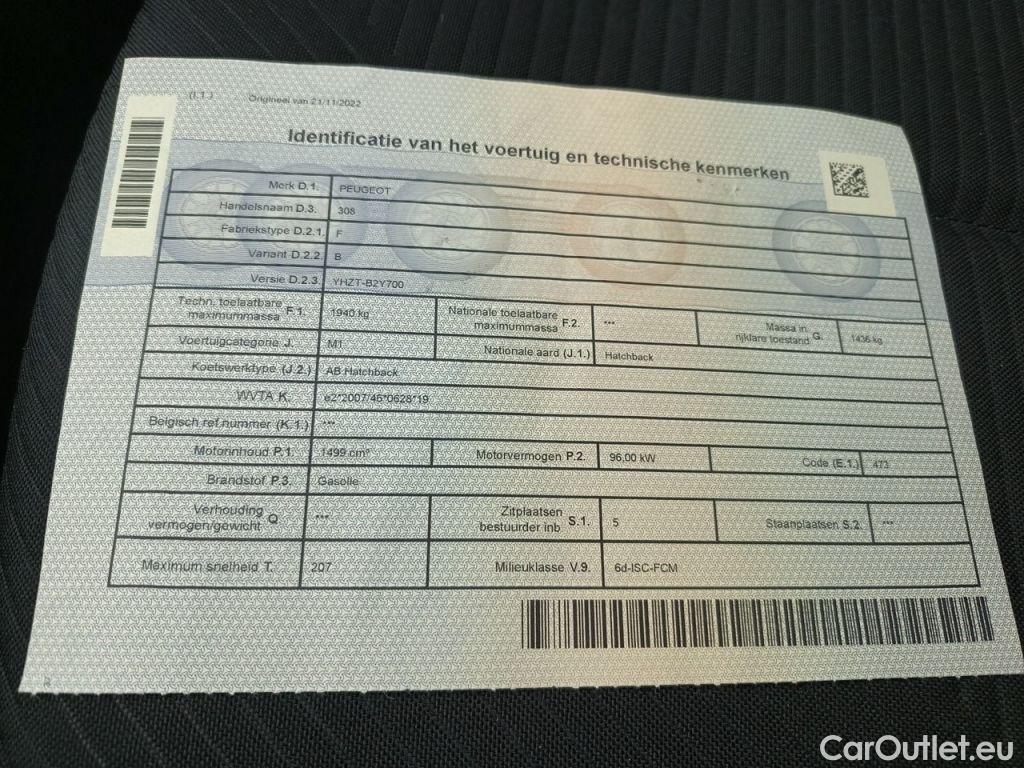 (I.1.) Origineel van 21/11/2022
Identificatie van het voertuig en technische kenmerken
Merk D.1. PEUGEOT
Handelsnaam D.3. 308
Fabriekstype D.2.1. F
Variant D.2.2. B
Versie D.2.3. YHZT-B2Y700
Techn. toelaatbare maximummassa F.1. 1940 kg Nationale toelaatbare maximummassa F.2. *** Massa in rijklare toestand G. 1436 kg
Voertuigcategorie J. M1 Nationale aard (J.1.) Hatchback
Koetswerktype (J.2.) AB Hatchback
WVTA K. e2*2007/46*0628*19
Belgisch ref.nummer (K.1.) ***
Motorinhoud P.1. 1499 cm³ Motorvermogen P.2. 96,00 kW Code (E.1.) 473
Brandstof P.3. Gasolie
Verhouding vermogen/gewicht Q *** Zitplaatsen bestuurder inb. S.1. 5 Staanplaatsen S.2. ***
Maximum snelheid T. 207 Milieuklasse V.9. 6d-ISC-FCM
CarOutlet.eu